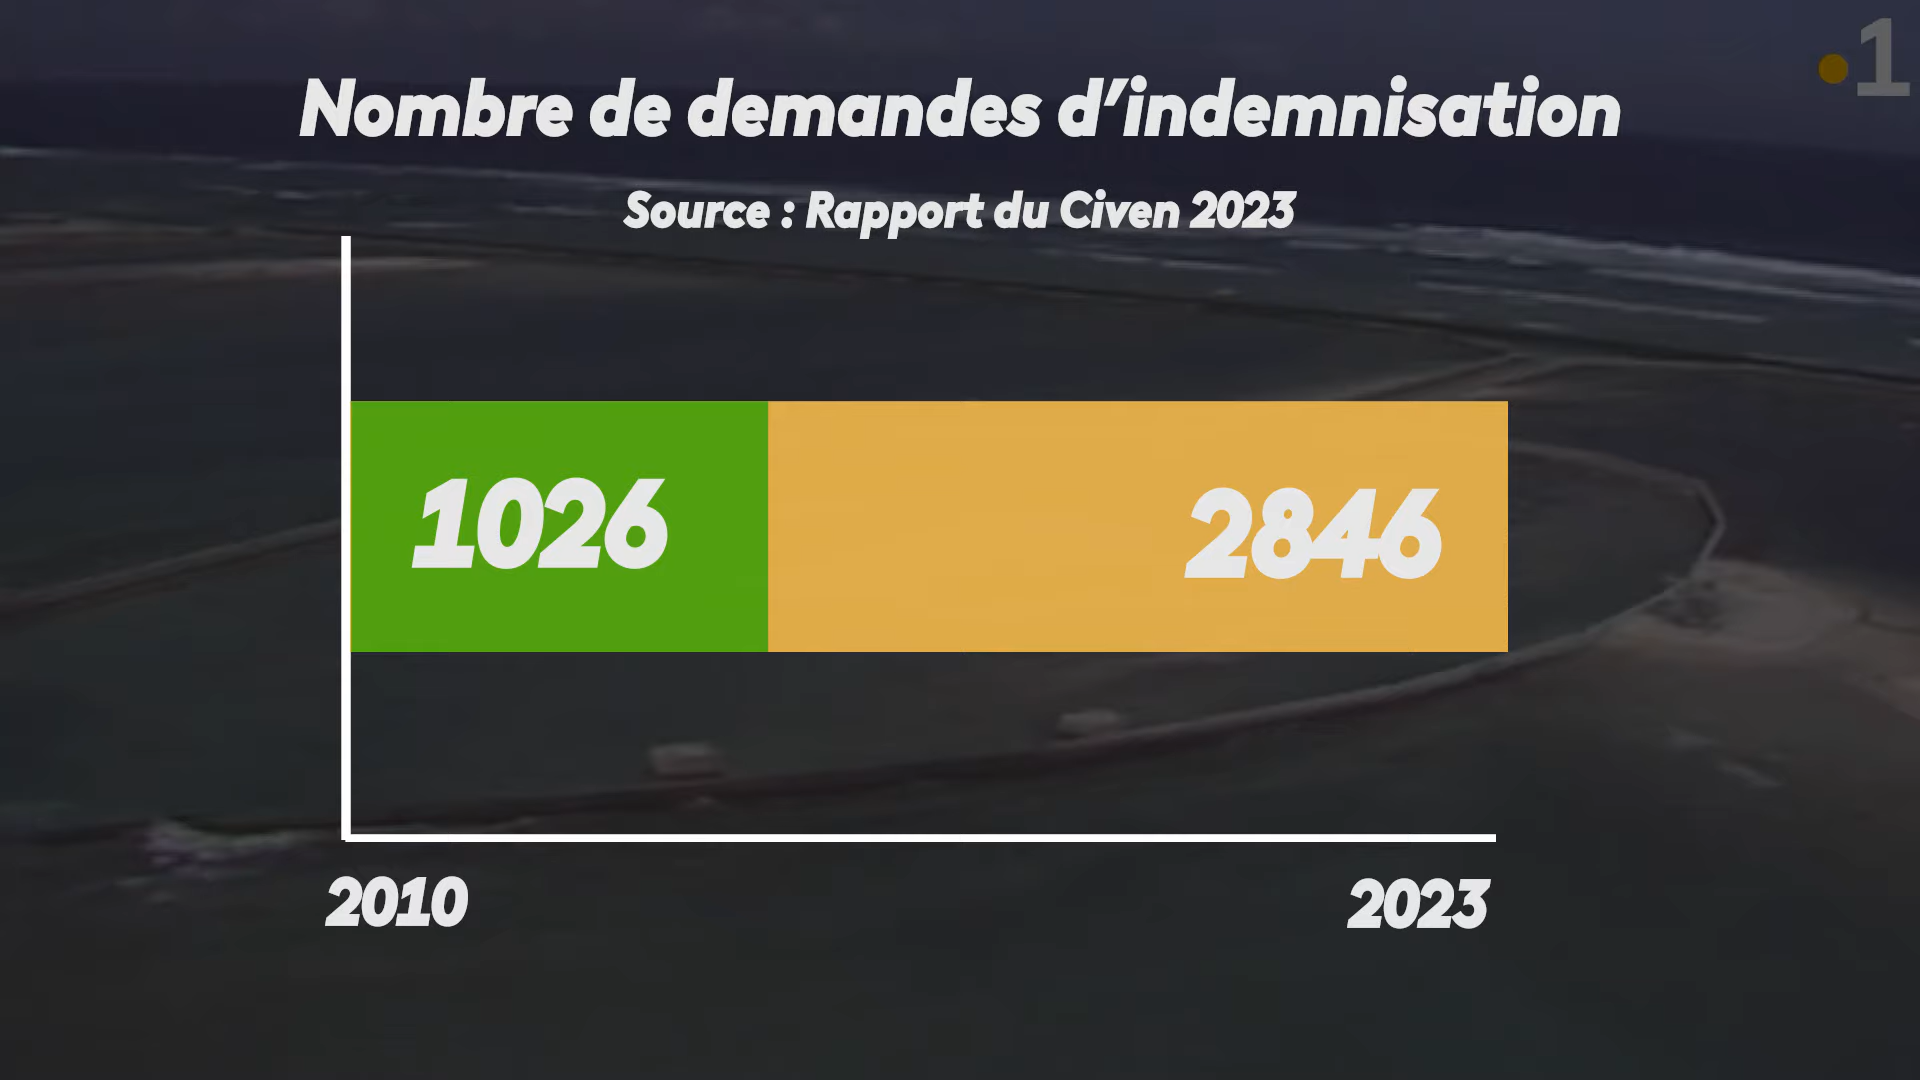 1
Nombre de demandes d’indemnisation
Source : Rapport du Civen 2023
1026
2846
2010
2023